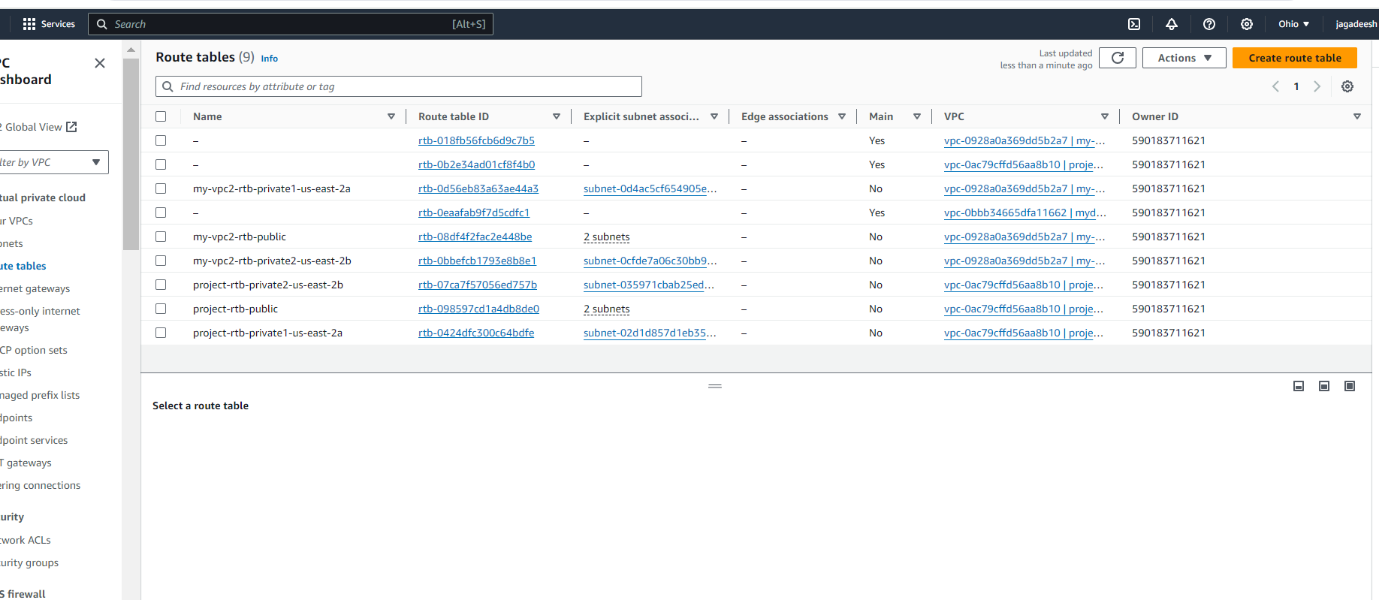 Services Search [Alt+S] Ohio jagadeesh
PC
shboard
2 Global View
lter by VPC
tual private cloud
ur VPCs
bnets
ute tables
ernet gateways
ress-only internet
eways
CP option sets
stic IPs
naged prefix lists
dpoints
dpoint services
T gateways
ering connections
urity
twork ACLs
urity groups
S firewall
Route tables (9) Info
Last updated
less than a minute ago
Actions
Create route table
Find resources by attribute or tag
1
Name Route table ID Explicit subnet associ... Edge associations Main VPC Owner ID
– rtb-018fb56fcb6d9c7b5 – – Yes vpc-0928a0a369dd5b2a7 | my-... 590183711621
– rtb-0b2e34ad01cf8f4b0 – – Yes vpc-0ac79cffd56aa8b10 | proje... 590183711621
my-vpc2-rtb-private1-us-east-2a rtb-0d56eb83a63ae44a3 subnet-0d4ac5cf654905e... – No vpc-0928a0a369dd5b2a7 | my-... 590183711621
– rtb-0eaafab9f7d5cdfc1 – – Yes vpc-0bbb34665dfa11662 | myd... 590183711621
my-vpc2-rtb-public rtb-08df4f2fac2e448be 2 subnets – No vpc-0928a0a369dd5b2a7 | my-... 590183711621
my-vpc2-rtb-private2-us-east-2b rtb-0bbefcb1793e8b8e1 subnet-0cfde7a06c30bb9... – No vpc-0928a0a369dd5b2a7 | my-... 590183711621
project-rtb-private2-us-east-2b rtb-07ca7f57056ed757b subnet-035971cbab25ed... – No vpc-0ac79cffd56aa8b10 | proje... 590183711621
project-rtb-public rtb-098597cd1a4db8de0 2 subnets – No vpc-0ac79cffd56aa8b10 | proje... 590183711621
project-rtb-private1-us-east-2a rtb-0424dfc300c64bdfe subnet-02d1d857d1eb35... – No vpc-0ac79cffd56aa8b10 | proje... 590183711621
Select a route table